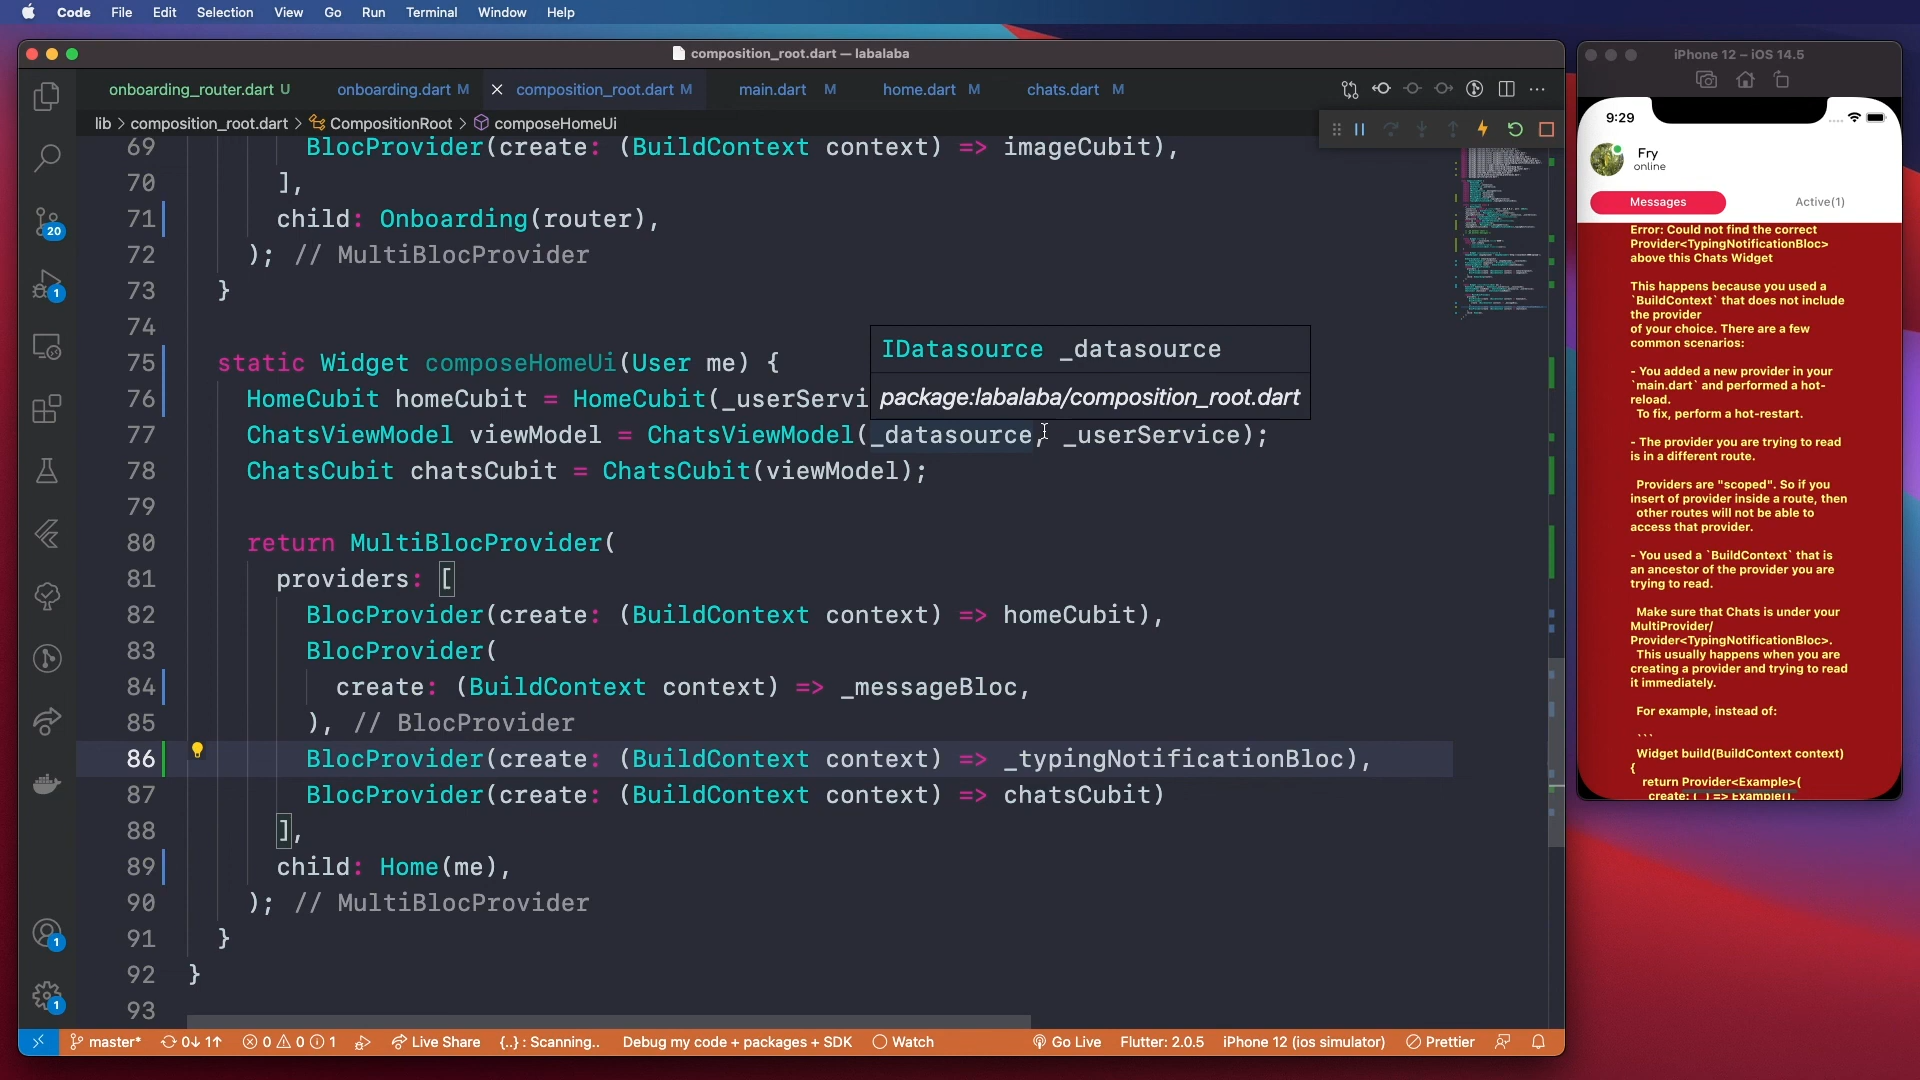 Code File Edit Selection View Go Run Terminal Window Help
composition_root.dart — labalaba
onboarding_router.dart U onboarding.dart M composition_root.dart M main.dart M home.dart M chats.dart M
lib > composition_root.dart > CompositionRoot > composeHomeUi
69 BlocProvider(create: (BuildContext context) => imageCubit),
70 ],
71 child: Onboarding(router),
72 ); // MultiBlocProvider
73 }
74
75 static Widget composeHomeUi(User me) {
76 HomeCubit homeCubit = HomeCubit(_userServi
77 ChatsViewModel viewModel = ChatsViewModel(_datasource, _userService);
78 ChatsCubit chatsCubit = ChatsCubit(viewModel);
79
80 return MultiBlocProvider(
81 providers: [
82 BlocProvider(create: (BuildContext context) => homeCubit),
83 BlocProvider(
84 create: (BuildContext context) => _messageBloc,
85 ), // BlocProvider
86 BlocProvider(create: (BuildContext context) => _typingNotificationBloc),
87 BlocProvider(create: (BuildContext context) => chatsCubit)
88 ],
89 child: Home(me),
90 ); // MultiBlocProvider
91 }
92 }
93
IDatasource _datasource
package:labalaba/composition_root.dart
20
1
1
1
master* 0↓ 1↑ 0 0 1 Live Share {..} : Scanning.. Debug my code + packages + SDK Watch Go Live Flutter: 2.0.5 iPhone 12 (ios simulator) Prettier
iPhone 12 – iOS 14.5
9:29
Fry
online
Messages Active(1)
Error: Could not find the correct
Provider<TypingNotificationBloc>
above this Chats Widget
This happens because you used a
`BuildContext` that does not include
the provider
of your choice. There are a few
common scenarios:
- You added a new provider in your
`main.dart` and performed a hot-
reload.
To fix, perform a hot-restart.
- The provider you are trying to read
is in a different route.
Providers are "scoped". So if you
insert of provider inside a route, then
other routes will not be able to
access that provider.
- You used a `BuildContext` that is
an ancestor of the provider you are
trying to read.
Make sure that Chats is under your
MultiProvider/
Provider<TypingNotificationBloc>.
This usually happens when you are
creating a provider and trying to read
it immediately.
For example, instead of:
```
Widget build(BuildContext context)
{
return Provider<Example>(
create: (_) => Example(),